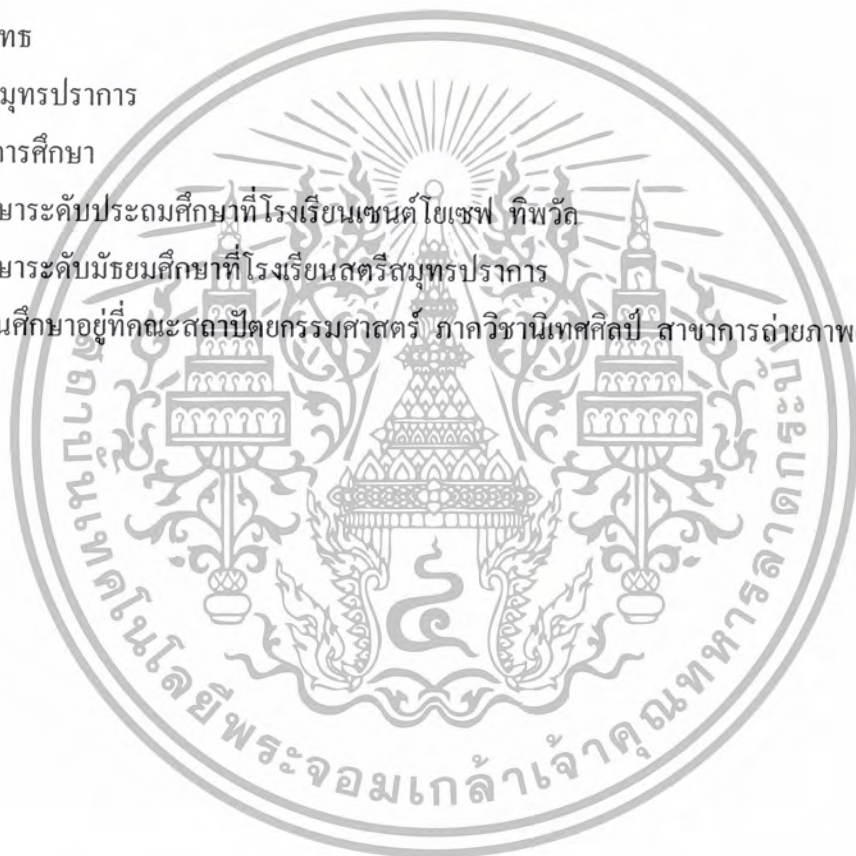 ทธ
มุทรปราการ
การศึกษา
ษาระดับประถมศึกษาที่โรงเรียนเซนต์โยเซฟ ทิพวัล
ษาระดับมัธยมศึกษาที่โรงเรียนสตรีสมุทรปราการ
นศึกษาอยู่ที่คณะสถาปัตยกรรมศาสตร์ ภาควิชานิเทศศิลป์ สาขาการถ่ายภาพ
สถาบันเทคโนโลยีพระจอมเกล้าเจ้าคุณทหารลาดกระบัง